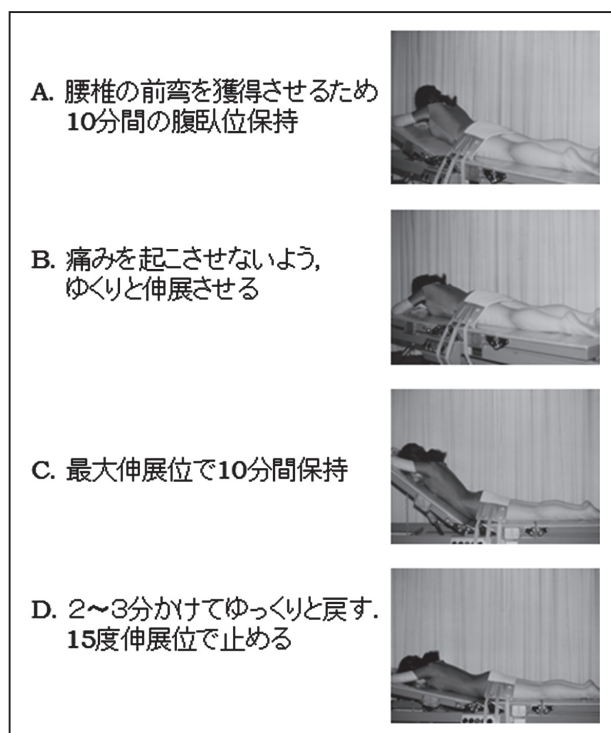 A. 腰椎の前弯を獲得させるため
10分間の腹臥位保持
B. 痛みを起こさせないよう,
ゆくりと伸展させる
C. 最大伸展位で10分間保持
D. 2〜3分かけてゆっくりと戻す.
15度伸展位で止める